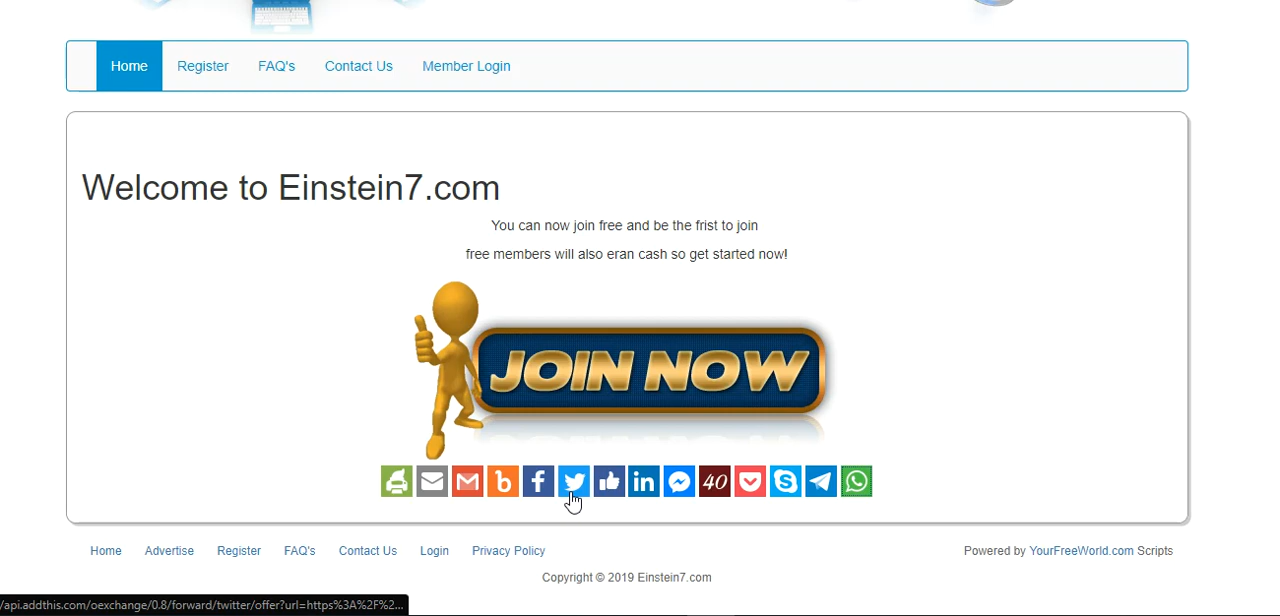 Home Register FAQ's Contact Us Member Login
Welcome to Einstein7.com
You can now join free and be the frist to join
free members will also eran cash so get started now!
JOIN NOW
b f in 40
Home Advertise Register FAQ's Contact Us Login Privacy Policy Powered by YourFreeWorld.com Scripts
Copyright © 2019 Einstein7.com
/api.addthis.com/oexchange/0.8/forward/twitter/offer?url=https%3A%2F%2...